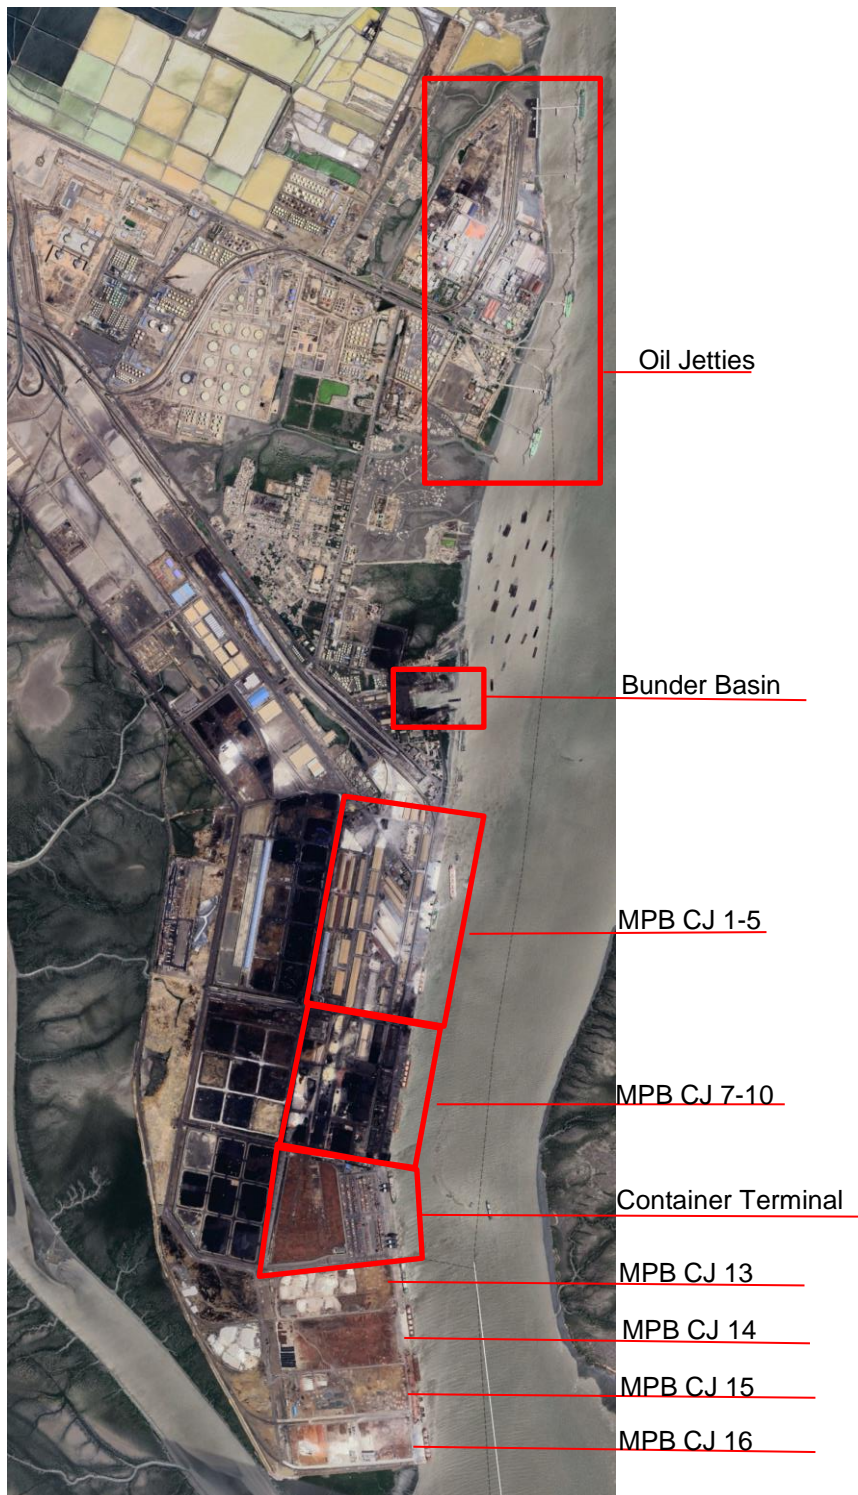 Oil Jetties
Bunder Basin
MPB CJ 1-5
MPB CJ 7-10
Container Terminal
MPB CJ 13
MPB CJ 14
MPB CJ 15
MPB CJ 16